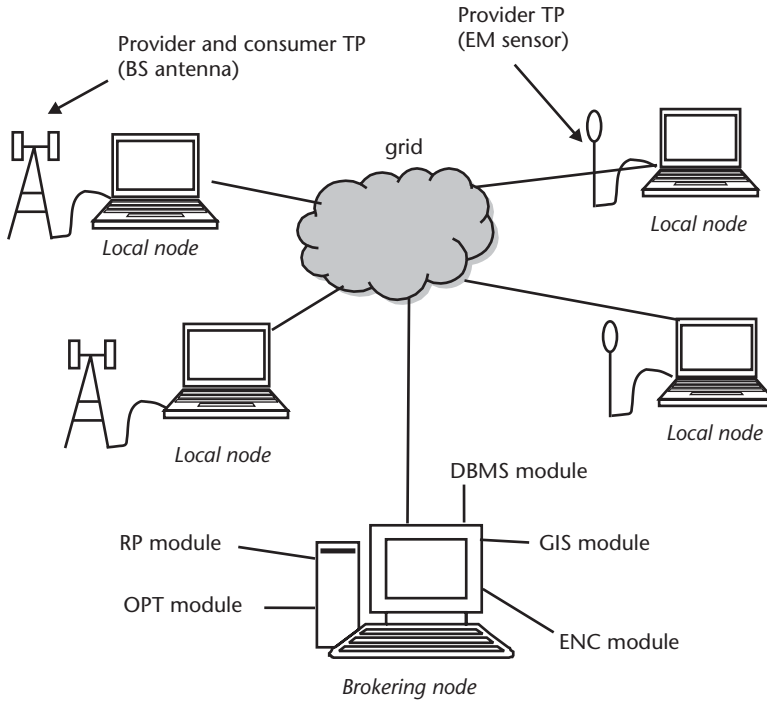 Provider and consumer TP
(BS antenna)
Provider TP
(EM sensor)
grid
Local node
Local node
Local node
Local node
DBMS module
RP module
GIS module
OPT module
ENC module
Brokering node